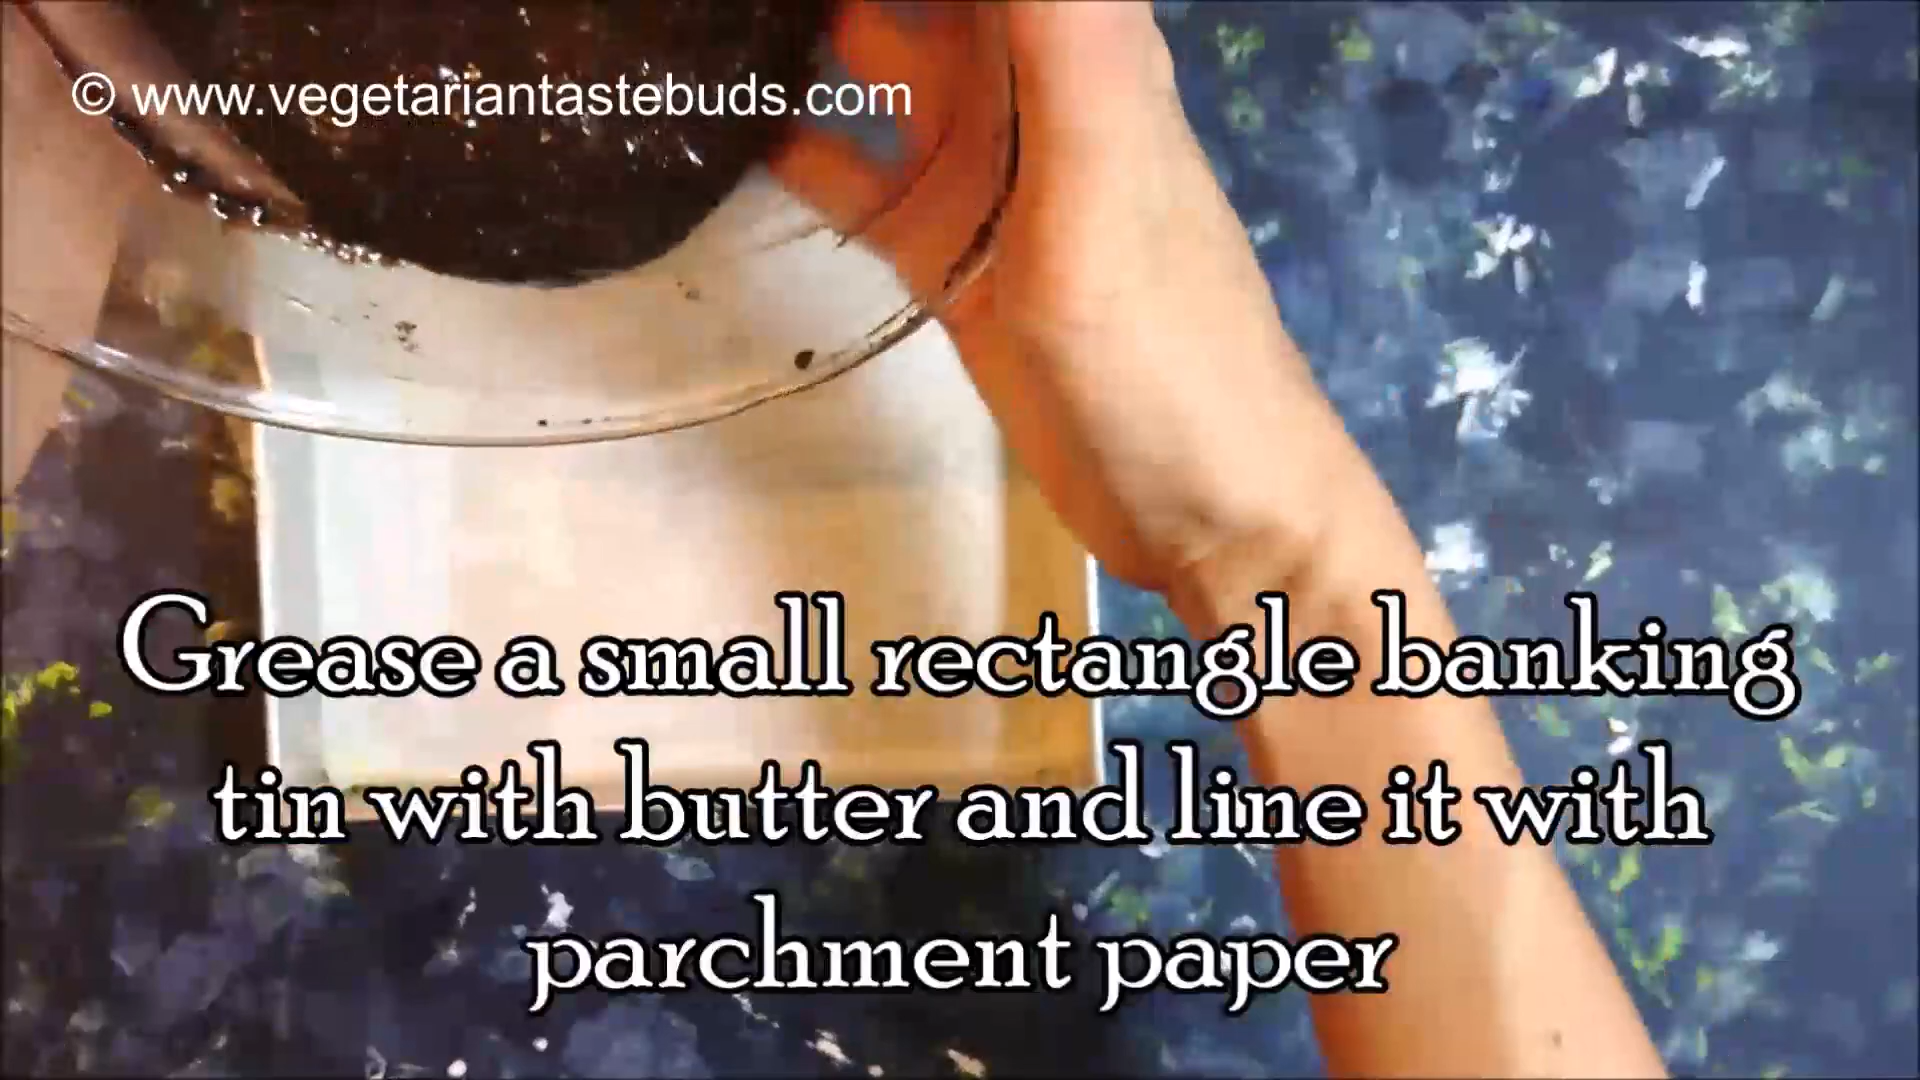 © www.vegetariantastebuds.com
Grease a small rectangle banking
tin with butter and line it with
parchment paper